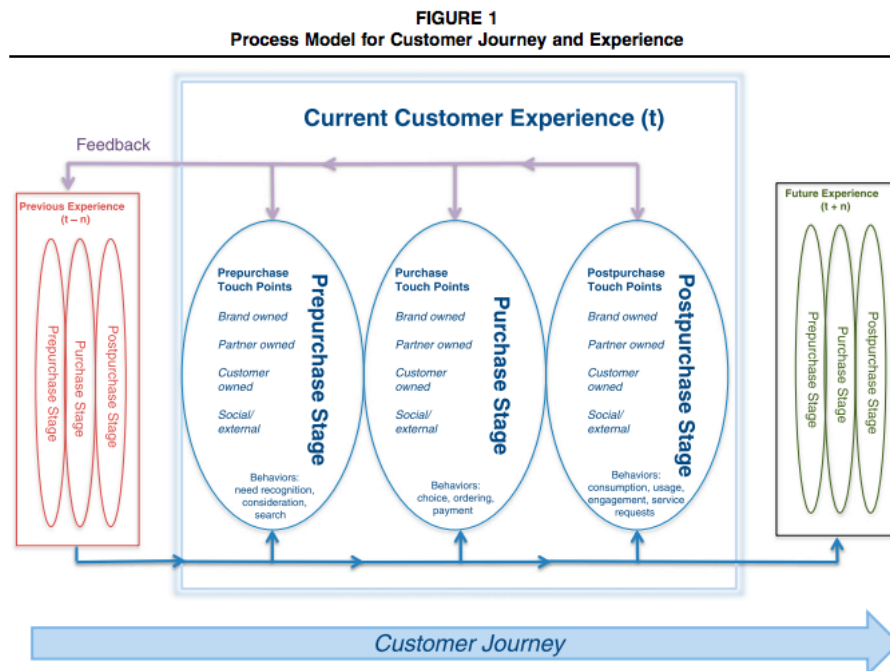 FIGURE 1
Process Model for Customer Journey and Experience
Current Customer Experience (t)
Feedback
Previous Experience
(t – n)
Prepurchase Stage
Purchase Stage
Postpurchase Stage
Prepurchase
Touch Points
Brand owned
Partner owned
Customer
owned
Social/
external
Prepurchase Stage
Behaviors:
need recognition,
consideration,
search
Purchase
Touch Points
Brand owned
Partner owned
Customer
owned
Social/
external
Purchase Stage
Behaviors:
choice, ordering,
payment
Postpurchase
Touch Points
Brand owned
Partner owned
Customer
owned
Social/
external
Postpurchase Stage
Behaviors:
consumption, usage,
engagement, service
requests
Future Experience
(t + n)
Prepurchase Stage
Purchase Stage
Postpurchase Stage
Customer Journey